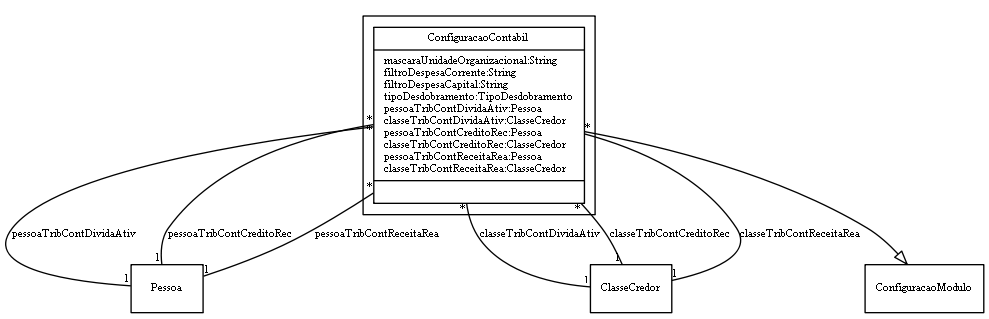 ConfiguracaoContabil
mascaraUnidadeOrganizacional:String
filtroDespesaCorrente:String
filtroDespesaCapital:String
tipoDesdobramento:TipoDesdobramento
pessoaTribContDividaAtiv:Pessoa
classeTribContDividaAtiv:ClasseCredor
pessoaTribContCreditoRec:Pessoa
classeTribContCreditoRec:ClasseCredor
pessoaTribContReceitaRea:Pessoa
classeTribContReceitaRea:ClasseCredor
* * * * * *
pessoaTribContDividaAtiv pessoaTribContCreditoRec pessoaTribContReceitaRea classeTribContDividaAtiv classeTribContCreditoRec classeTribContReceitaRea
1 1 1 1 1 1
Pessoa ClasseCredor ConfiguracaoModulo